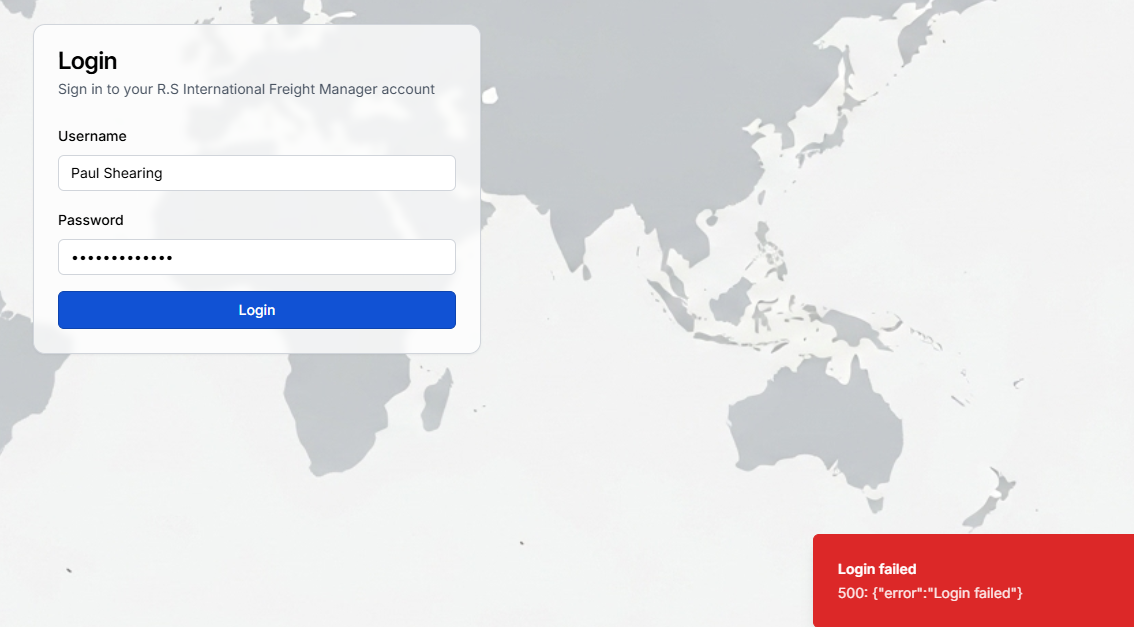 Login
Sign in to your R.S International Freight Manager account
Username
Paul Shearing
Password
•••••••••••••
Login
Login failed
500: {"error":"Login failed"}